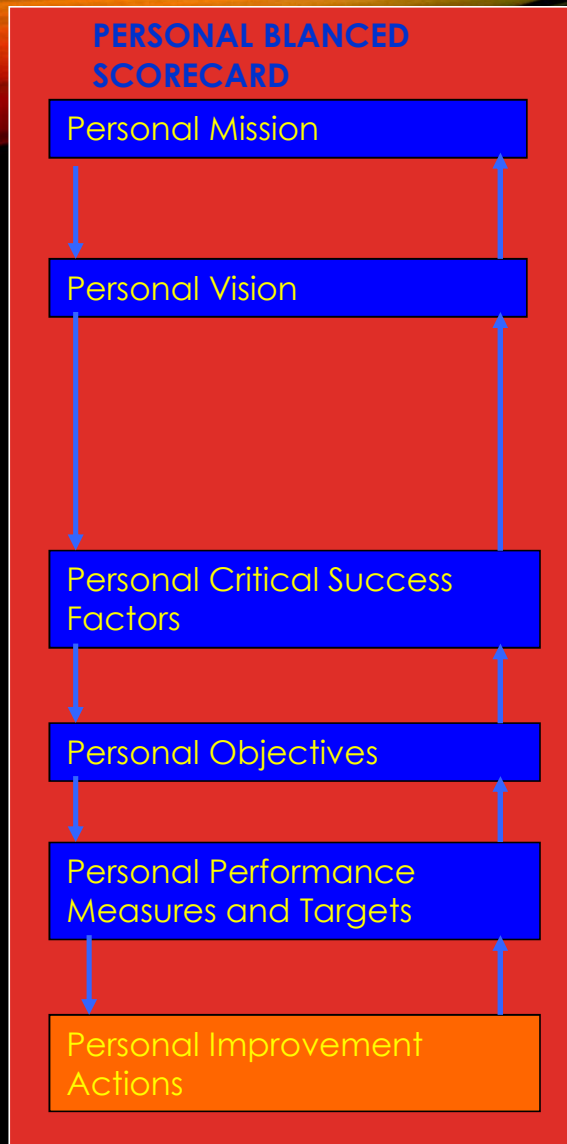 PERSONAL BLANCED
SCORECARD
Personal Mission
Personal Vision
Personal Critical Success
Factors
Personal Objectives
Personal Performance
Measures and Targets
Personal Improvement
Actions